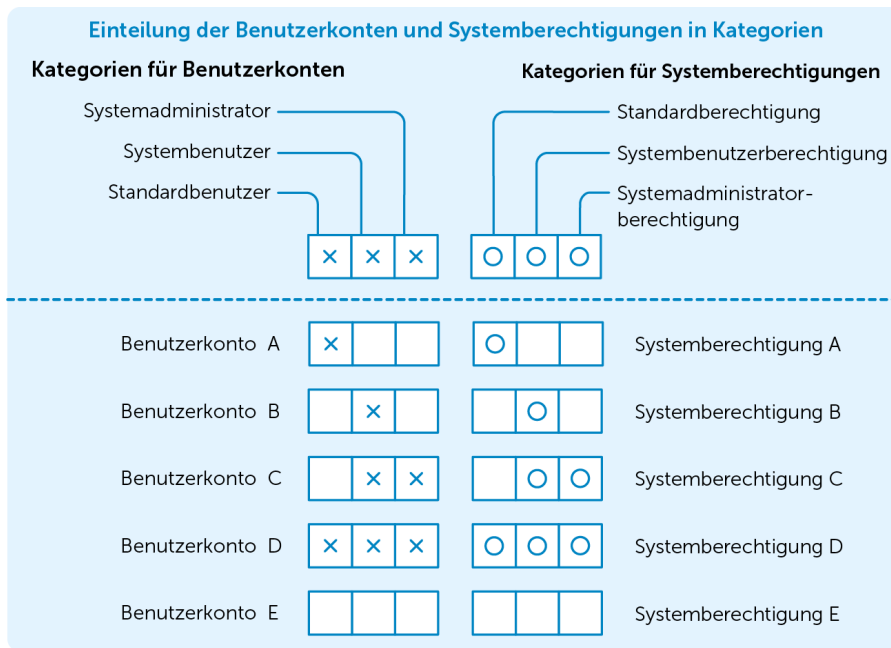 Einteilung der Benutzerkonten und Systemberechtigungen in Kategorien
Kategorien für Benutzerkonten
Kategorien für Systemberechtigungen
Systemadministrator
Standardberechtigung
Systembenutzer
Systembenutzerberechtigung
Standardbenutzer
Systemadministrator-
berechtigung
Benutzerkonto A
Systemberechtigung A
Benutzerkonto B
Systemberechtigung B
Benutzerkonto C
Systemberechtigung C
Benutzerkonto D
Systemberechtigung D
Benutzerkonto E
Systemberechtigung E